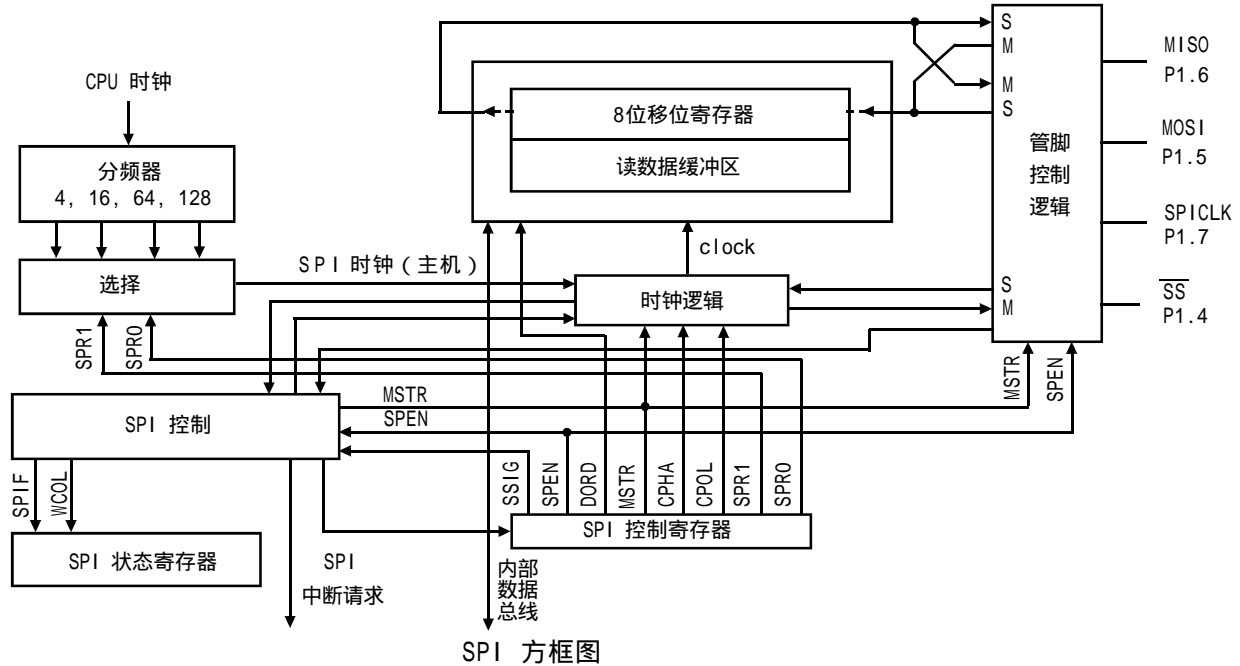 CPU 时钟
分频器
4, 16, 64, 128
选择
SPR1
SPR0
SPI 时钟(主机)
8位移位寄存器
读数据缓冲区
clock
时钟逻辑
S
M
M
S
管脚
控制
逻辑
S
M
MISO
P1.6
MOSI
P1.5
SPICLK
P1.7
SS
P1.4
MSTR
SPEN
SPI 控制
MSTR
SPEN
SPIF
WCOL
SPI 状态寄存器
SPI
中断请求
SSIG
SPEN
DORD
MSTR
CPHA
CPOL
SPR1
SPR0
SPI 控制寄存器
内部
数据
总线
SPI 方框图